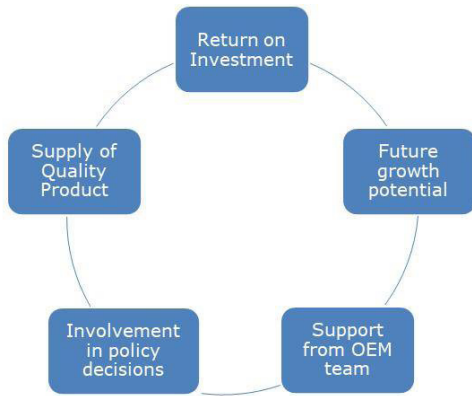 Return on
Investment
Future
growth
potential
Support
from OEM
team
Involvement
in policy
decisions
Supply of
Quality
Product